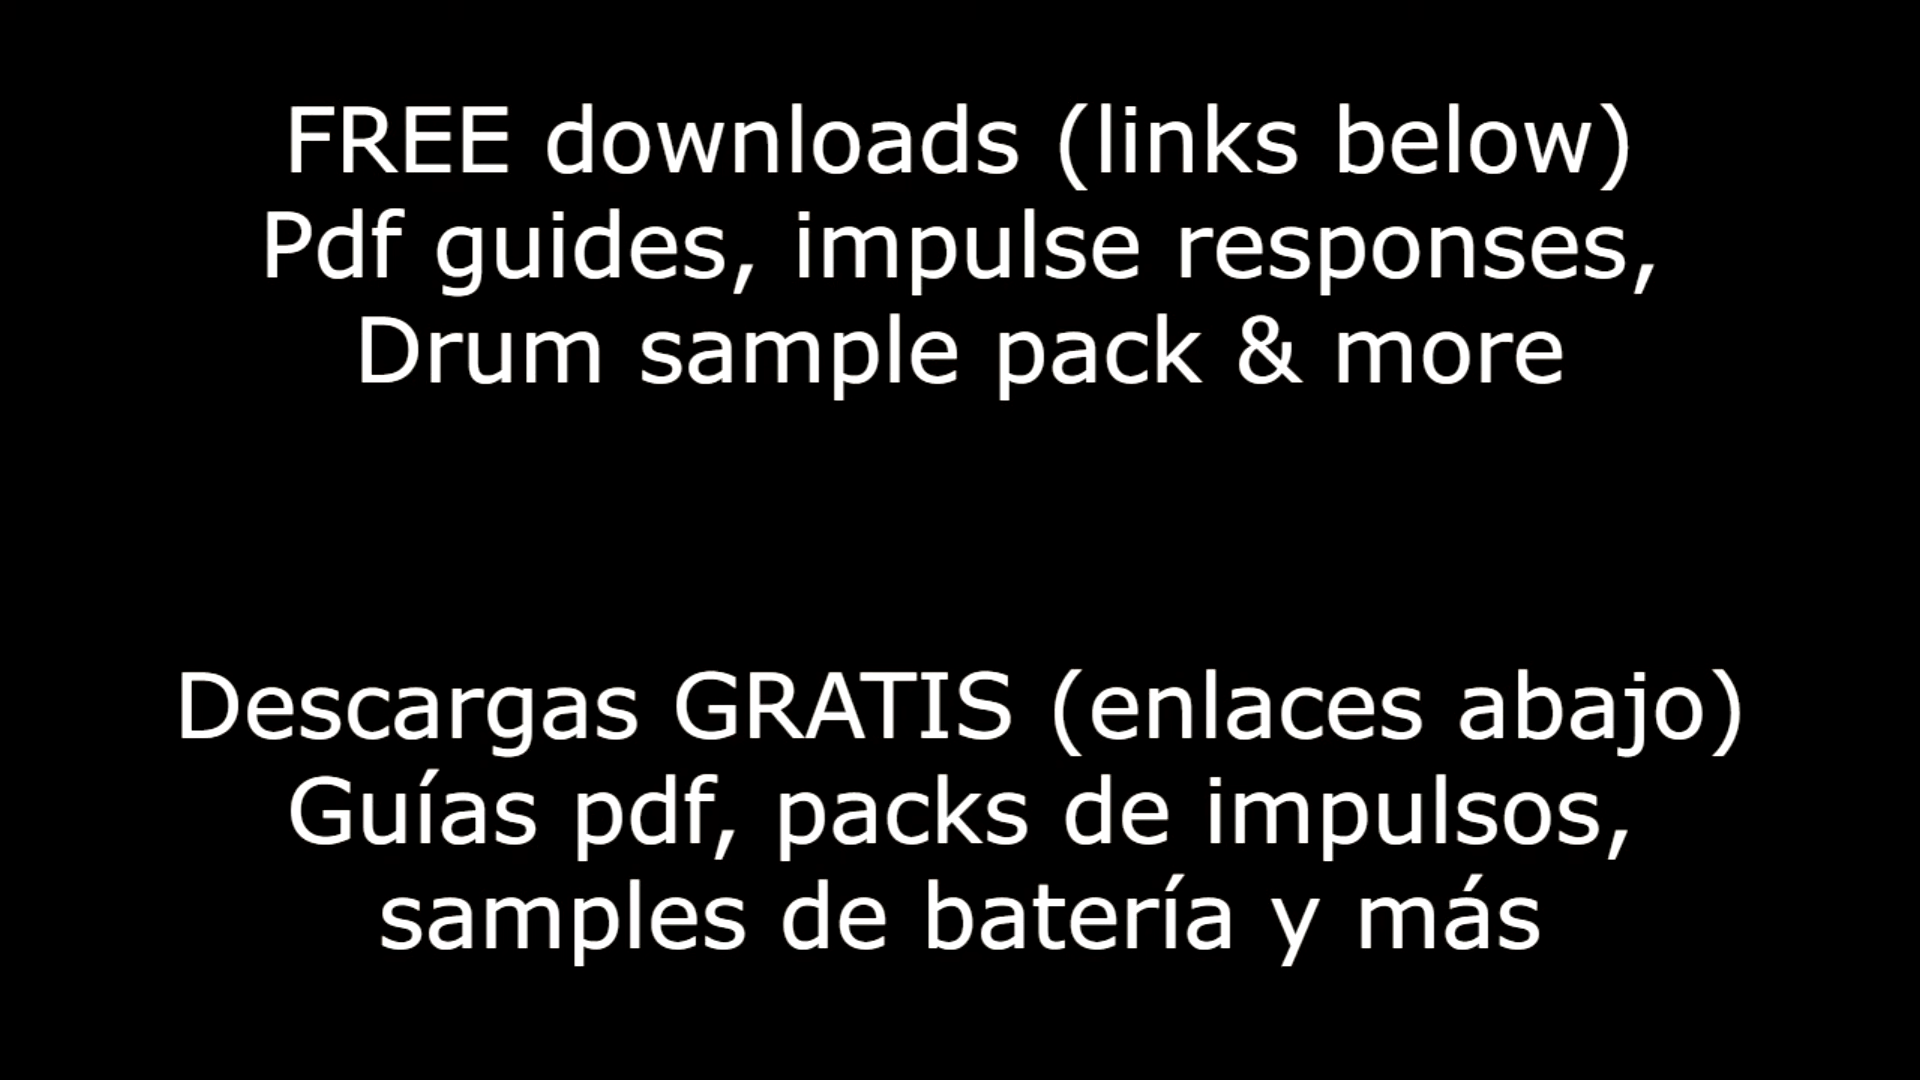 FREE downloads (links below)
Pdf guides, impulse responses,
Drum sample pack & more
Descargas GRATIS (enlaces abajo)
Guías pdf, packs de impulsos,
samples de batería y más